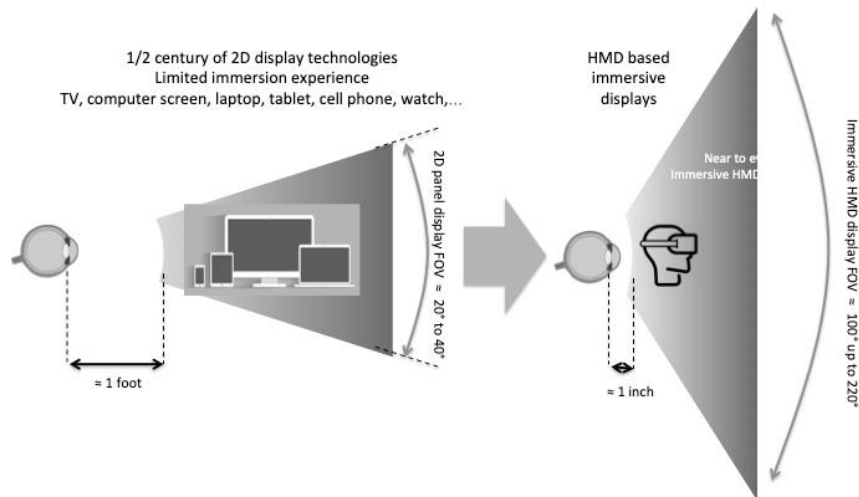 1/2 century of 2D display technologies
Limited immersion experience
TV, computer screen, laptop, tablet, cell phone, watch,...
2D panel display FOV ≈ 20° to 40°
≈ 1 foot
HMD based
immersive
displays
Near to
Immersive HMD
Immersive HMD display FOV ≈ 100° up to 220°
≈ 1 inch